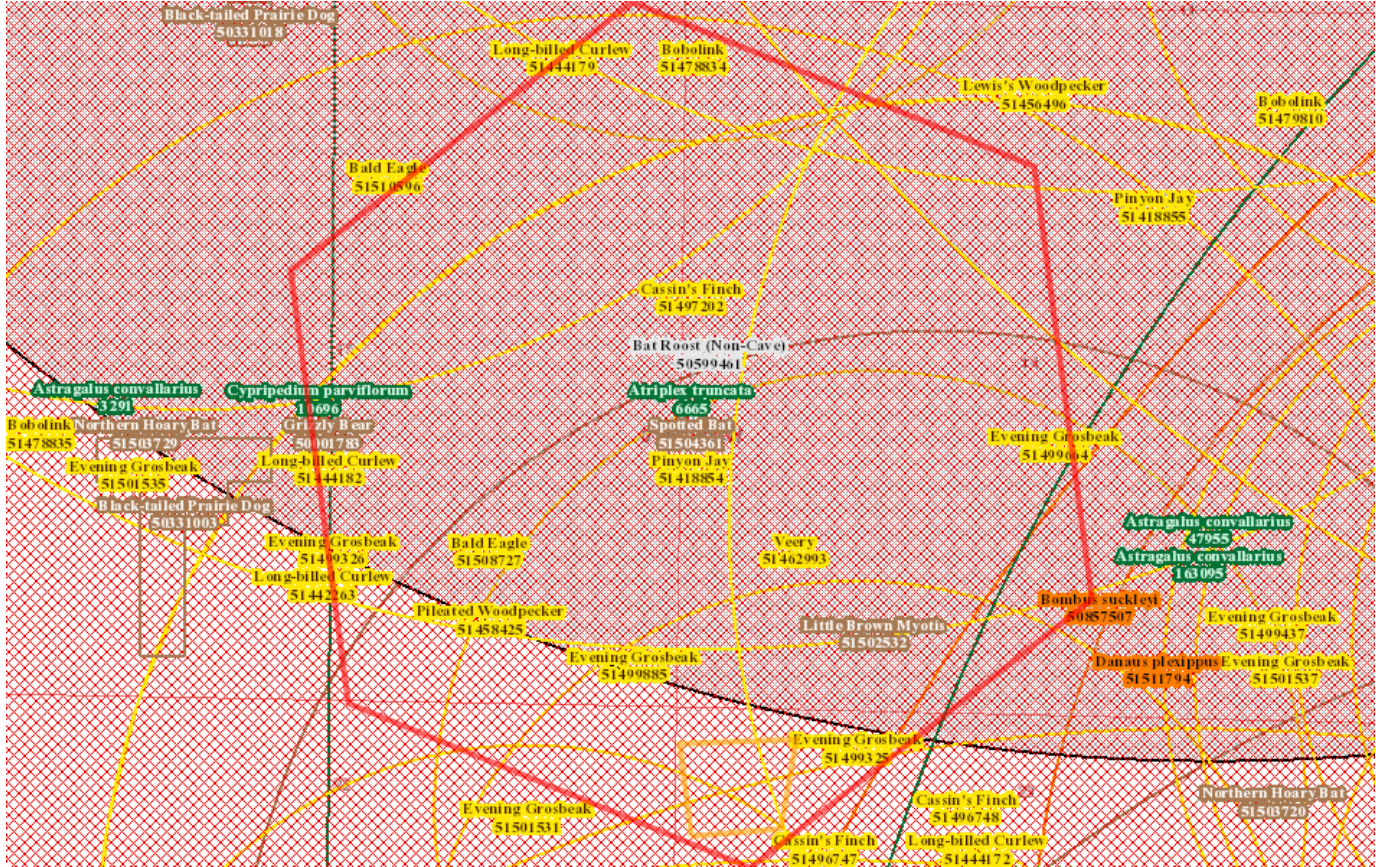 Black-tailed Prairie Dog
50331018
Long-billed Curlew
51444179
Bobolink
51478834
Lewis's Woodpecker
51456496
Bobolink
51479810
Bald Eagle
51510596
Pinyon Jay
51418855
Cassin's Finch
51497202
Bat Roost (Non-Cave)
50599461
Astragalus convallarius
3291
Cypripedium parviflorum
10696
Atriplex truncata
6665
Bobolink
51478835
Northern Hoary Bat
51503729
Grizzly Bear
50001783
Spotted Bat
51504361
Evening Grosbeak
51499664
Evening Grosbeak
51501535
Long-billed Curlew
51444182
Pinyon Jay
51418854
Black-tailed Prairie Dog
50331003
Evening Grosbeak
51499326
Bald Eagle
51508727
Veery
51462993
Astragalus convallarius
47955
Astragalus convallarius
163095
Long-billed Curlew
51442263
Pileated Woodpecker
51458425
Little Brown Myotis
51502532
Bombus suckleyi
50857507
Evening Grosbeak
51499437
Evening Grosbeak
51499885
Danaus plexippus
51511794
Evening Grosbeak
51501537
Evening Grosbeak
51499325
Evening Grosbeak
51501531
Cassin's Finch
51496748
Northern Hoary Bat
51503720
Cassin's Finch
51496747
Long-billed Curlew
51444172